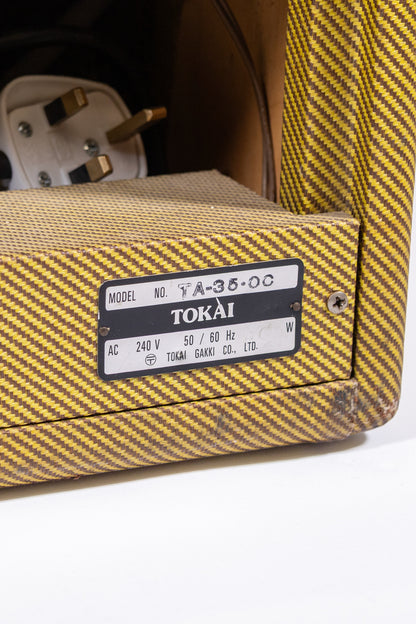 MODEL NO. TA-35·OC
TOKAI
W
AC 240 V 50 / 60 Hz
TOKAI GAKKI CO., LTD.